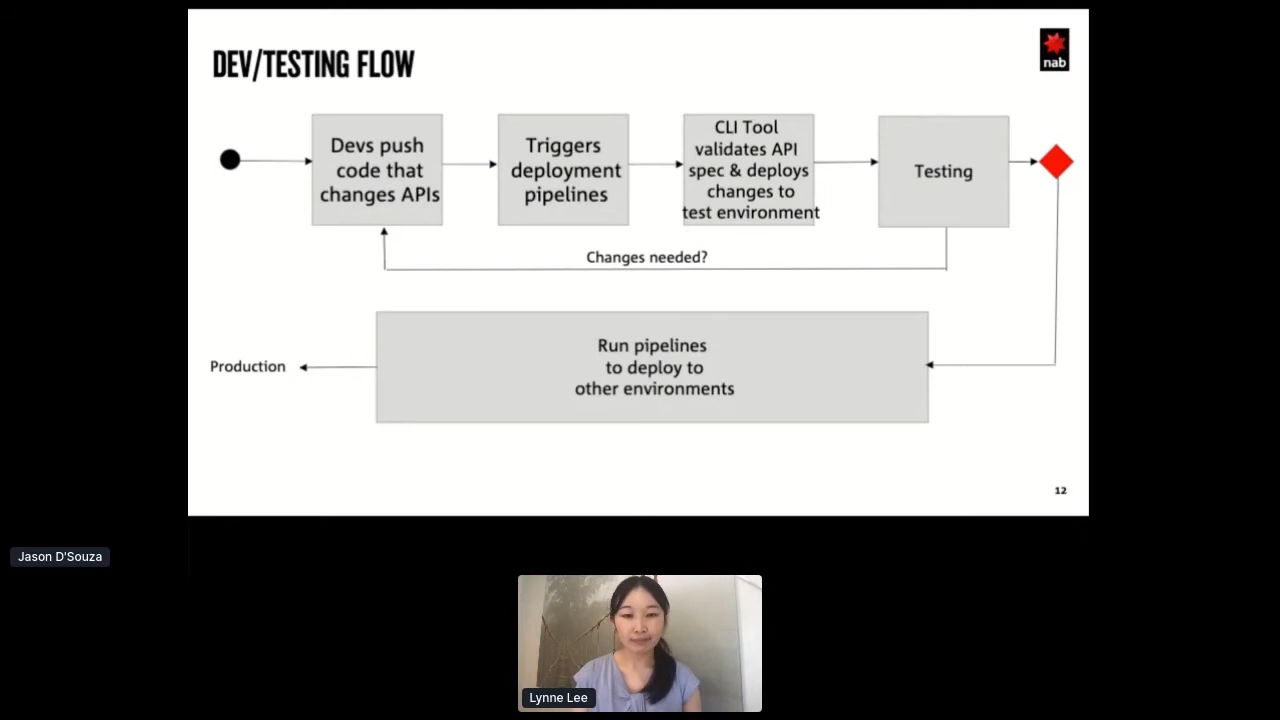 DEV/TESTING FLOW
nab
Devs push
code that
changes APIs
Triggers
deployment
pipelines
CLI Tool
validates API
spec & deploys
changes to
test environment
Testing
Changes needed?
Run pipelines
to deploy to
other environments
Production
12
Jason D'Souza
Lynne Lee